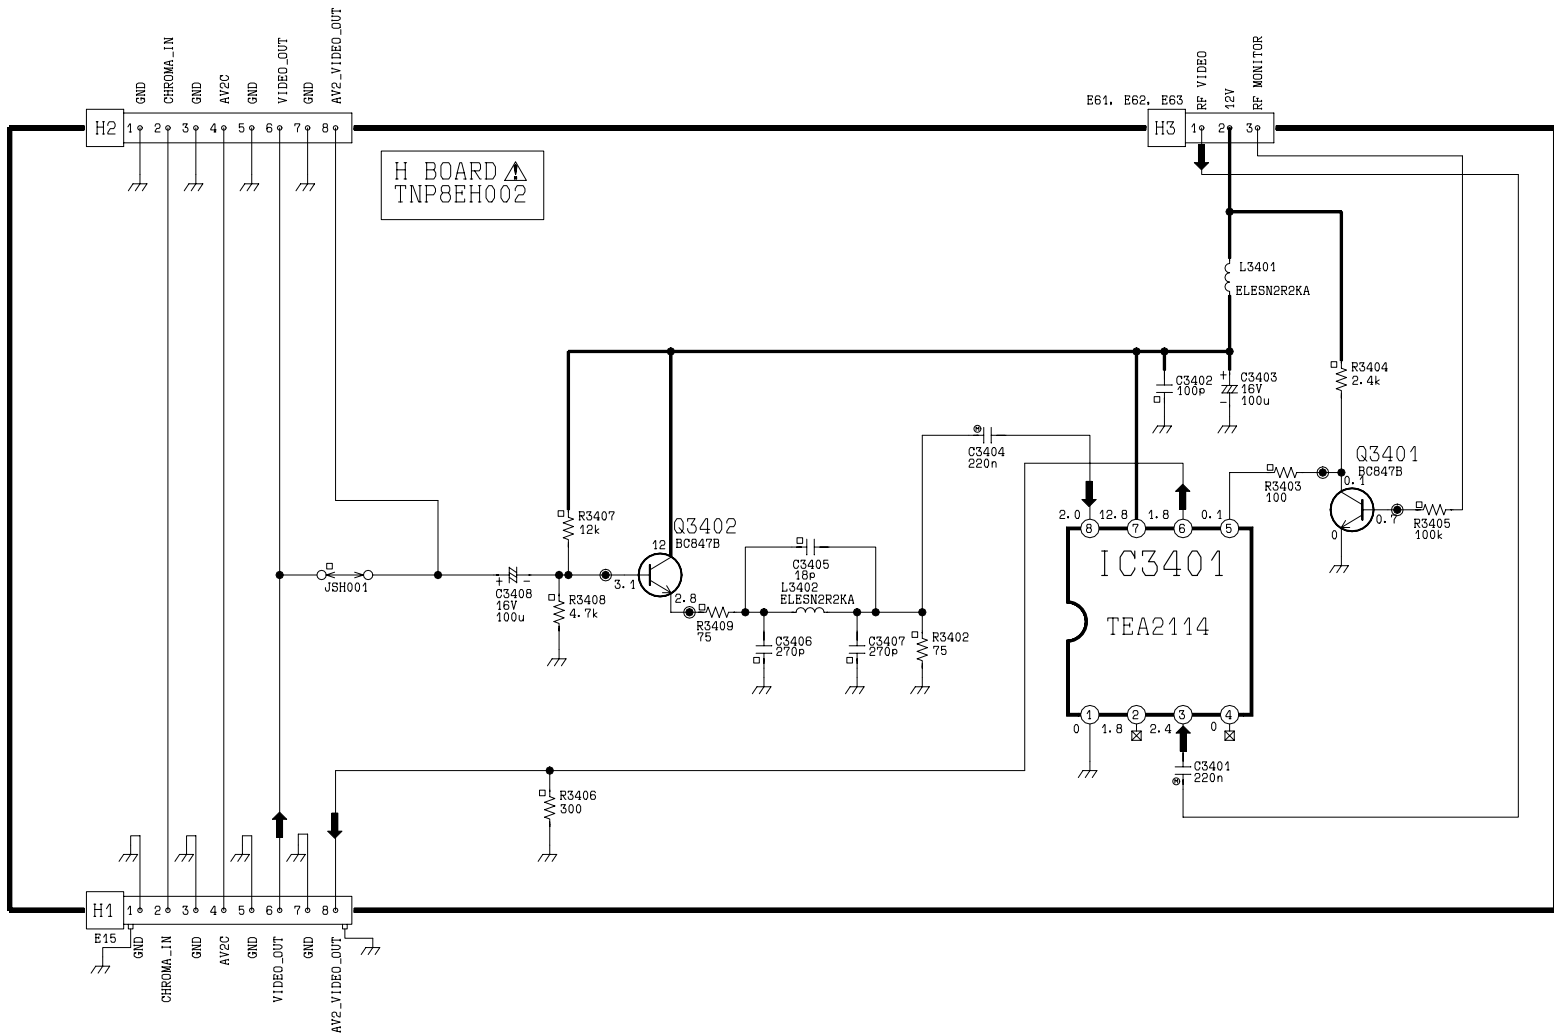 GND
CHROMA_IN
GND
AV2C
GND
VIDEO_OUT
GND
AV2_VIDEO_OUT
H2
1 2 3 4 5 6 7 8
E61, E62, E63
RF VIDEO
12V
RF MONITOR
H3
1 2 3
H BOARD
TNP8EH002
L3401
ELESN2R2KA
C3402
100p
+
C3403
16V
100u
-
R3404
2.4k
C3404
220n
R3403
100
Q3401
BC847B
0.1
0.7
0
R3405
100k
R3407
12k
Q3402
BC847B
12
3.1
2.8
JSH001
+ -
C3408
16V
100u
R3408
4.7k
C3405
18p
L3402
ELESN2R2KA
R3409
75
C3406
270p
C3407
270p
R3402
75
2.0 12.8 1.8 0.1
8 7 6 5
IC3401
TEA2114
1 2 3 4
0 1.8 2.4 0
C3401
220n
R3406
300
H1
1 2 3 4 5 6 7 8
E15
GND
CHROMA_IN
GND
AV2C
GND
VIDEO_OUT
GND
AV2_VIDEO_OUT